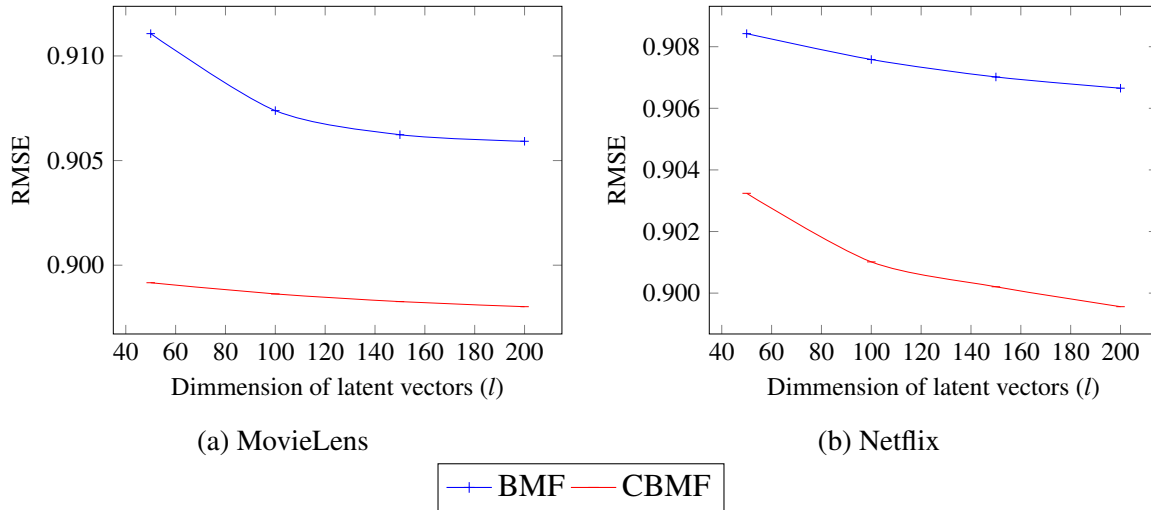 0.910
0.905
0.900
RMSE
40 60 80 100 120 140 160 180 200
Dimmension of latent vectors (l)
(a) MovieLens
0.908
0.906
0.904
0.902
0.900
RMSE
40 60 80 100 120 140 160 180 200
Dimmension of latent vectors (l)
(b) Netflix
BMF CBMF